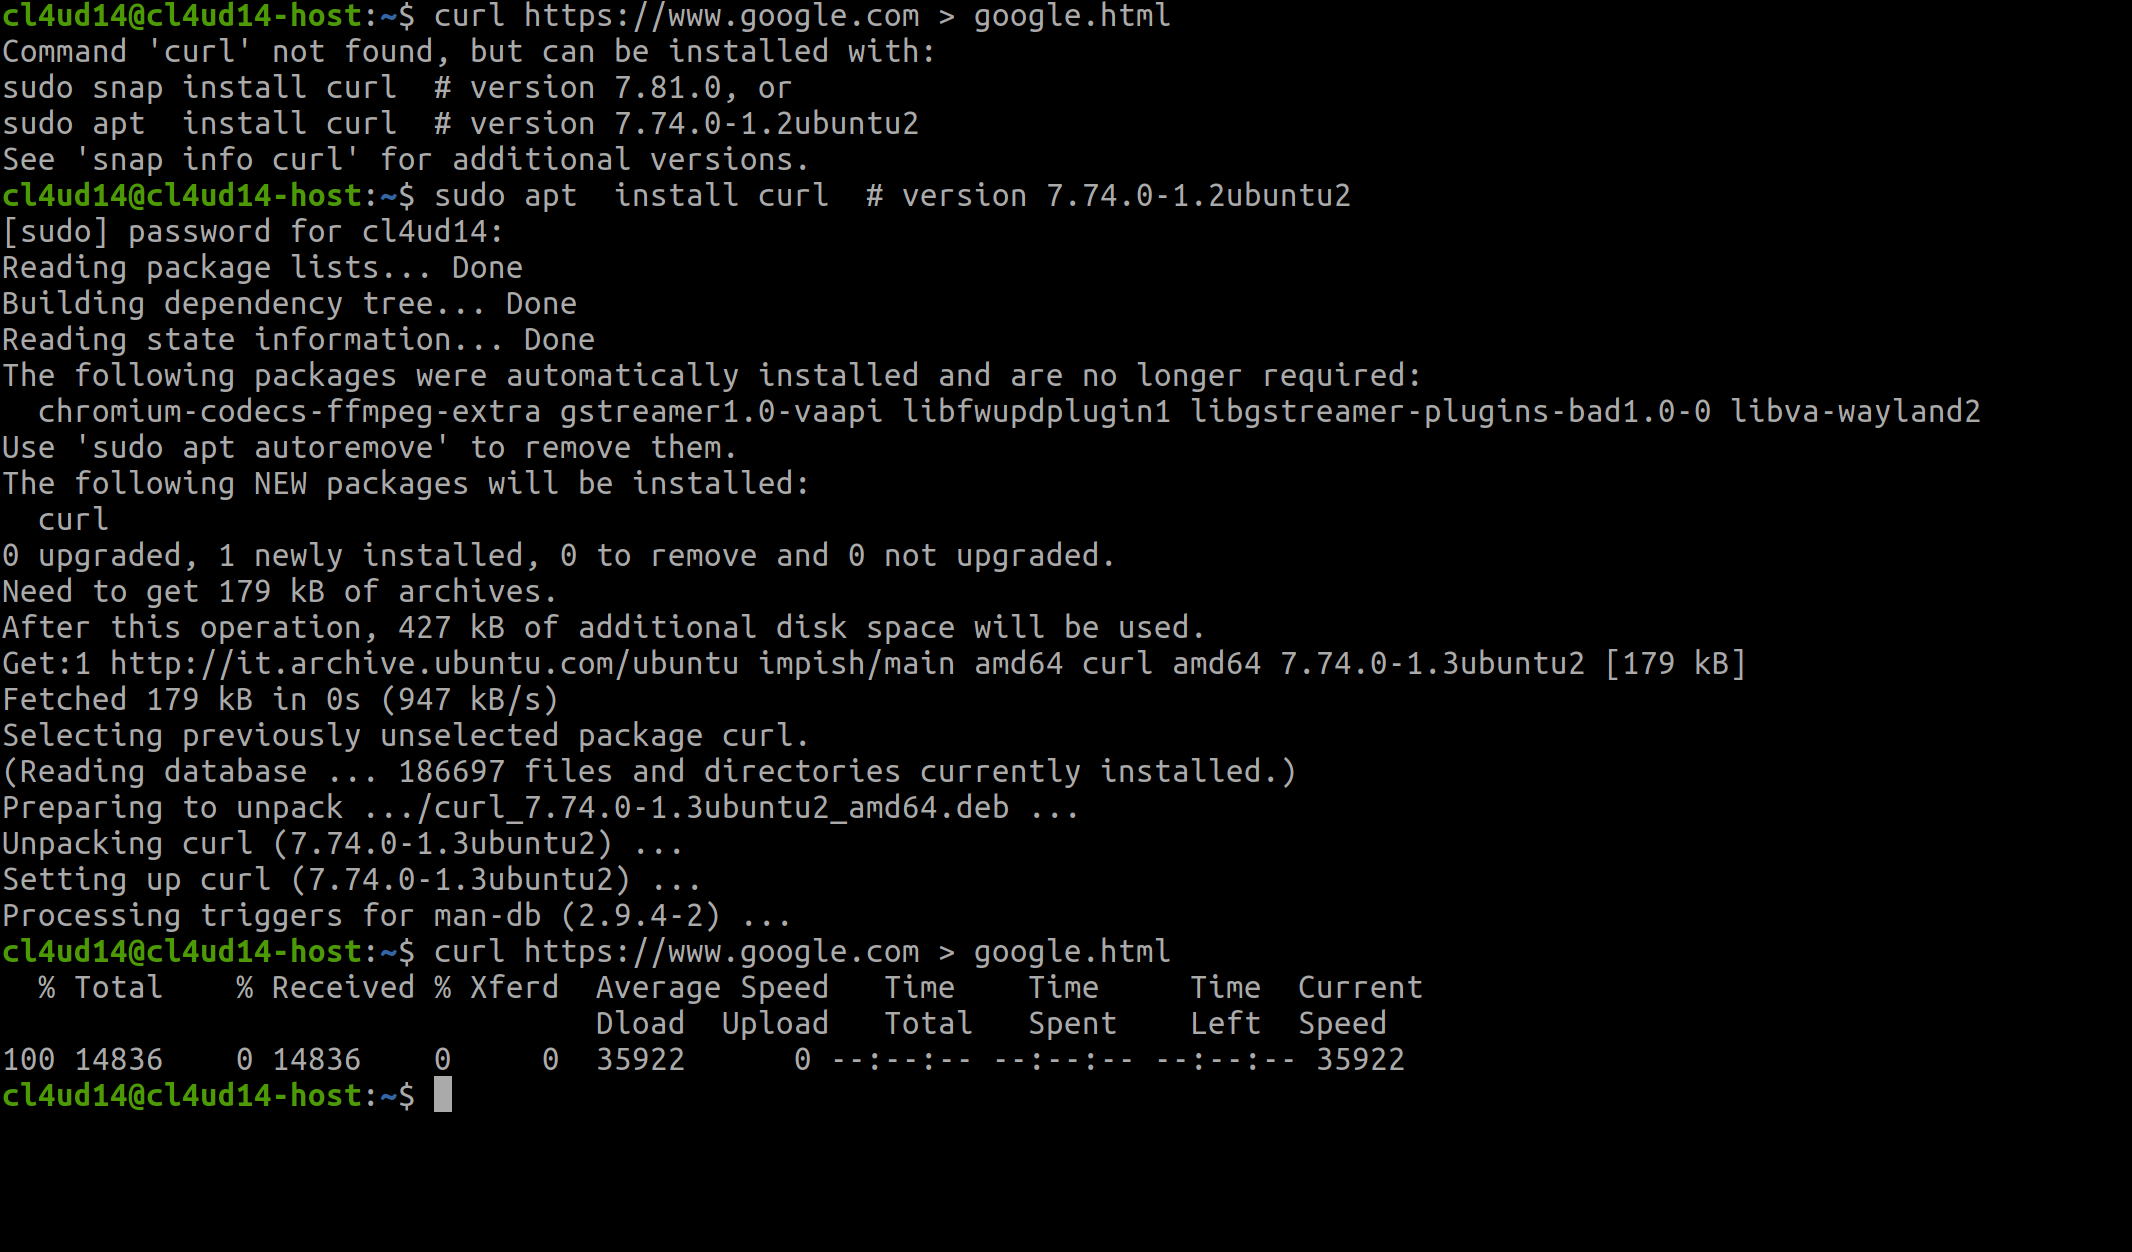 cl4ud14@cl4ud14-host:~$ curl https://www.google.com > google.html
Command 'curl' not found, but can be installed with:
sudo snap install curl  # version 7.81.0, or
sudo apt  install curl  # version 7.74.0-1.2ubuntu2
See 'snap info curl' for additional versions.
cl4ud14@cl4ud14-host:~$ sudo apt  install curl  # version 7.74.0-1.2ubuntu2
[sudo] password for cl4ud14:
Reading package lists... Done
Building dependency tree... Done
Reading state information... Done
The following packages were automatically installed and are no longer required:
  chromium-codecs-ffmpeg-extra gstreamer1.0-vaapi libfwupdplugin1 libgstreamer-plugins-bad1.0-0 libva-wayland2
Use 'sudo apt autoremove' to remove them.
The following NEW packages will be installed:
  curl
0 upgraded, 1 newly installed, 0 to remove and 0 not upgraded.
Need to get 179 kB of archives.
After this operation, 427 kB of additional disk space will be used.
Get:1 http://it.archive.ubuntu.com/ubuntu impish/main amd64 curl amd64 7.74.0-1.3ubuntu2 [179 kB]
Fetched 179 kB in 0s (947 kB/s)
Selecting previously unselected package curl.
(Reading database ... 186697 files and directories currently installed.)
Preparing to unpack .../curl_7.74.0-1.3ubuntu2_amd64.deb ...
Unpacking curl (7.74.0-1.3ubuntu2) ...
Setting up curl (7.74.0-1.3ubuntu2) ...
Processing triggers for man-db (2.9.4-2) ...
cl4ud14@cl4ud14-host:~$ curl https://www.google.com > google.html
  % Total    % Received % Xferd  Average Speed   Time    Time     Time  Current
                                 Dload  Upload   Total   Spent    Left  Speed
100 14836    0 14836    0     0  35922      0 --:--:-- --:--:-- --:--:-- 35922
cl4ud14@cl4ud14-host:~$